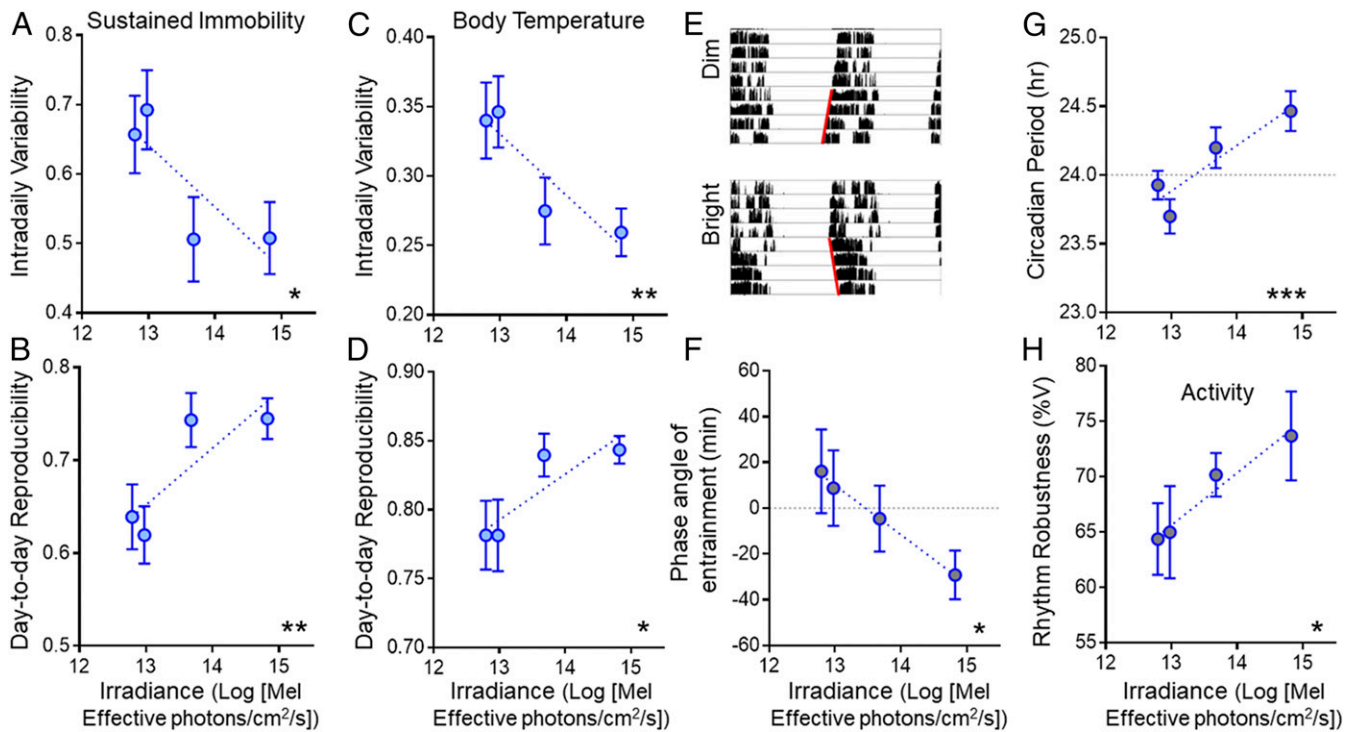 A
Sustained Immobility
Intradaily Variability
0.8
0.7
0.6
0.5
0.4
12
13
14
15
*
B
Day-to-day Reproducibility
0.8
0.7
0.6
0.5
12
13
14
15
**
Irradiance (Log [Mel
Effective photons/cm²/s])
C
Body Temperature
Intradaily Variability
0.40
0.35
0.30
0.25
0.20
12
13
14
15
**
D
Day-to-day Reproducibility
0.90
0.85
0.80
0.75
0.70
12
13
14
15
*
Irradiance (Log [Mel
Effective photons/cm²/s])
E
Dim
Bright
F
Phase angle of
entrainment (min)
60
40
20
0
-20
-40
-60
12
13
14
15
*
Irradiance (Log [Mel
Effective photons/cm²/s])
G
Circadian Period (hr)
25.0
24.5
24.0
23.5
23.0
12
13
14
15
***
H
Activity
Rhythm Robustness (%V)
80
75
70
65
60
55
12
13
14
15
*
Irradiance (Log [Mel
Effective photons/cm²/s])